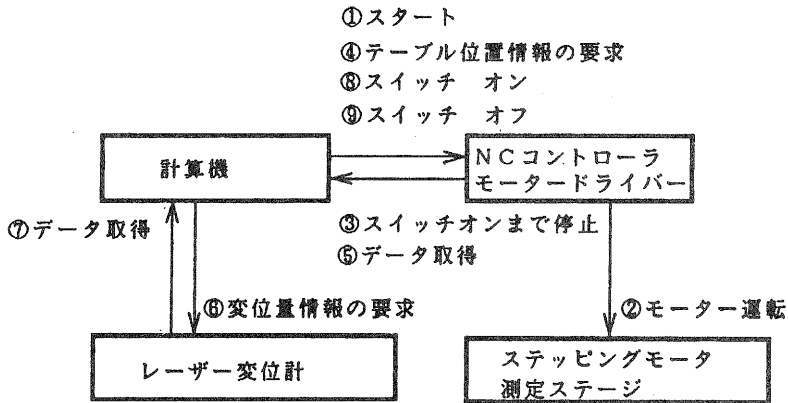 ①スタート
④テーブル位置情報の要求
⑧スイッチ オン
⑨スイッチ オフ
計算機
NCコントローラ
モータードライバー
⑦データ取得
③スイッチオンまで停止
⑤データ取得
⑥変位量情報の要求
②モーター運転
レーザー変位計
ステッピングモータ
測定ステージ